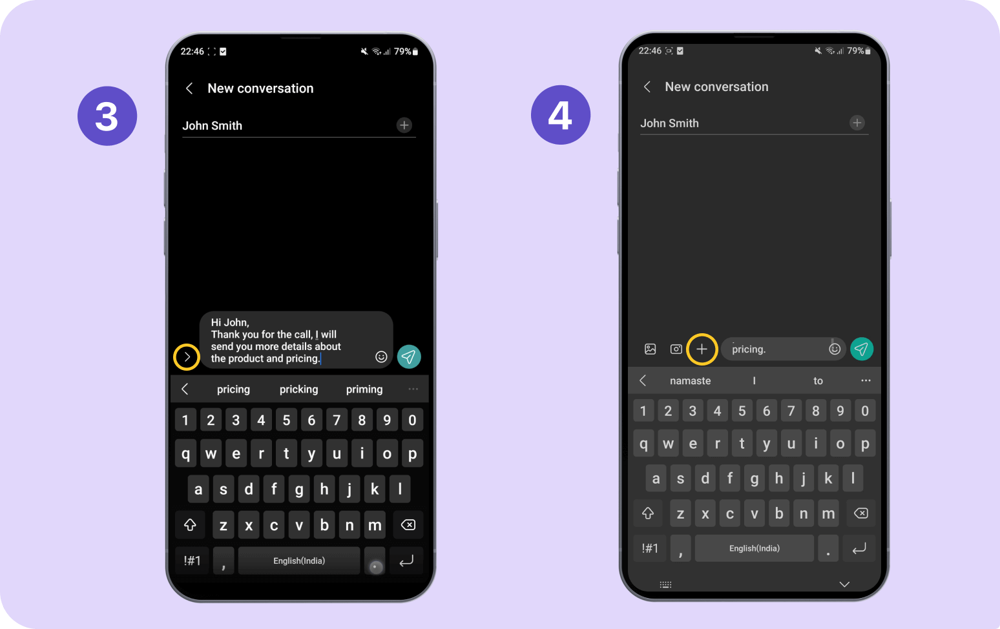 3
22:46
79%
New conversation
John Smith
Hi John,
Thank you for the call, I will
send you more details about
the product and pricing.
pricing pricking priming
1 2 3 4 5 6 7 8 9 0
q w e r t y u i o p
a s d f g h j k l
z x c v b n m
!#1 , English(India) .
4
22:46
79%
New conversation
John Smith
pricing.
namaste I to
1 2 3 4 5 6 7 8 9 0
q w e r t y u i o p
a s d f g h j k l
z x c v b n m
!#1 , English(India) .